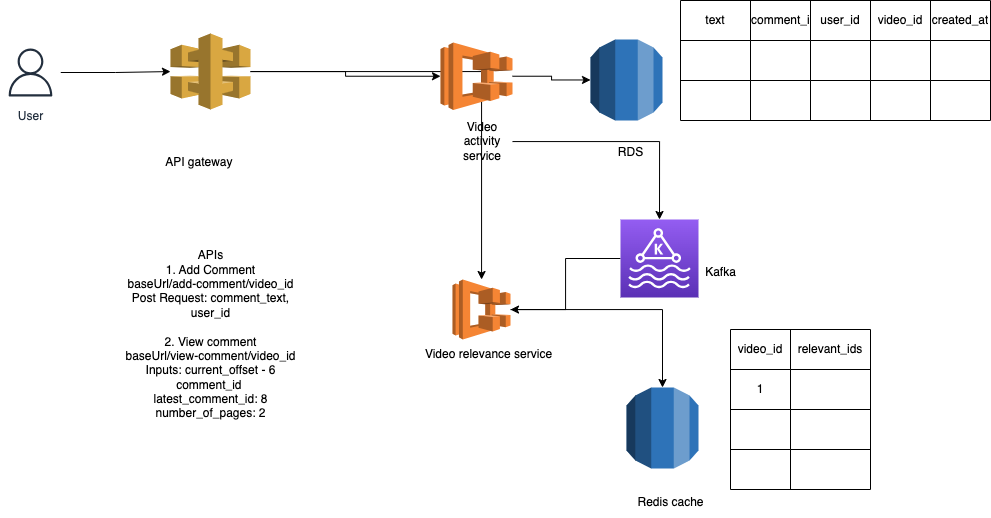 text comment_i user_id video_id created_at
User
API gateway
Video
activity
service
RDS
Kafka
APIs
1. Add Comment
baseUrl/add-comment/video_id
Post Request: comment_text,
user_id
2. View comment
baseUrl/view-comment/video_id
Inputs: current_offset - 6
comment_id
latest_comment_id: 8
number_of_pages: 2
Video relevance service
video_id relevant_ids
1
Redis cache
K